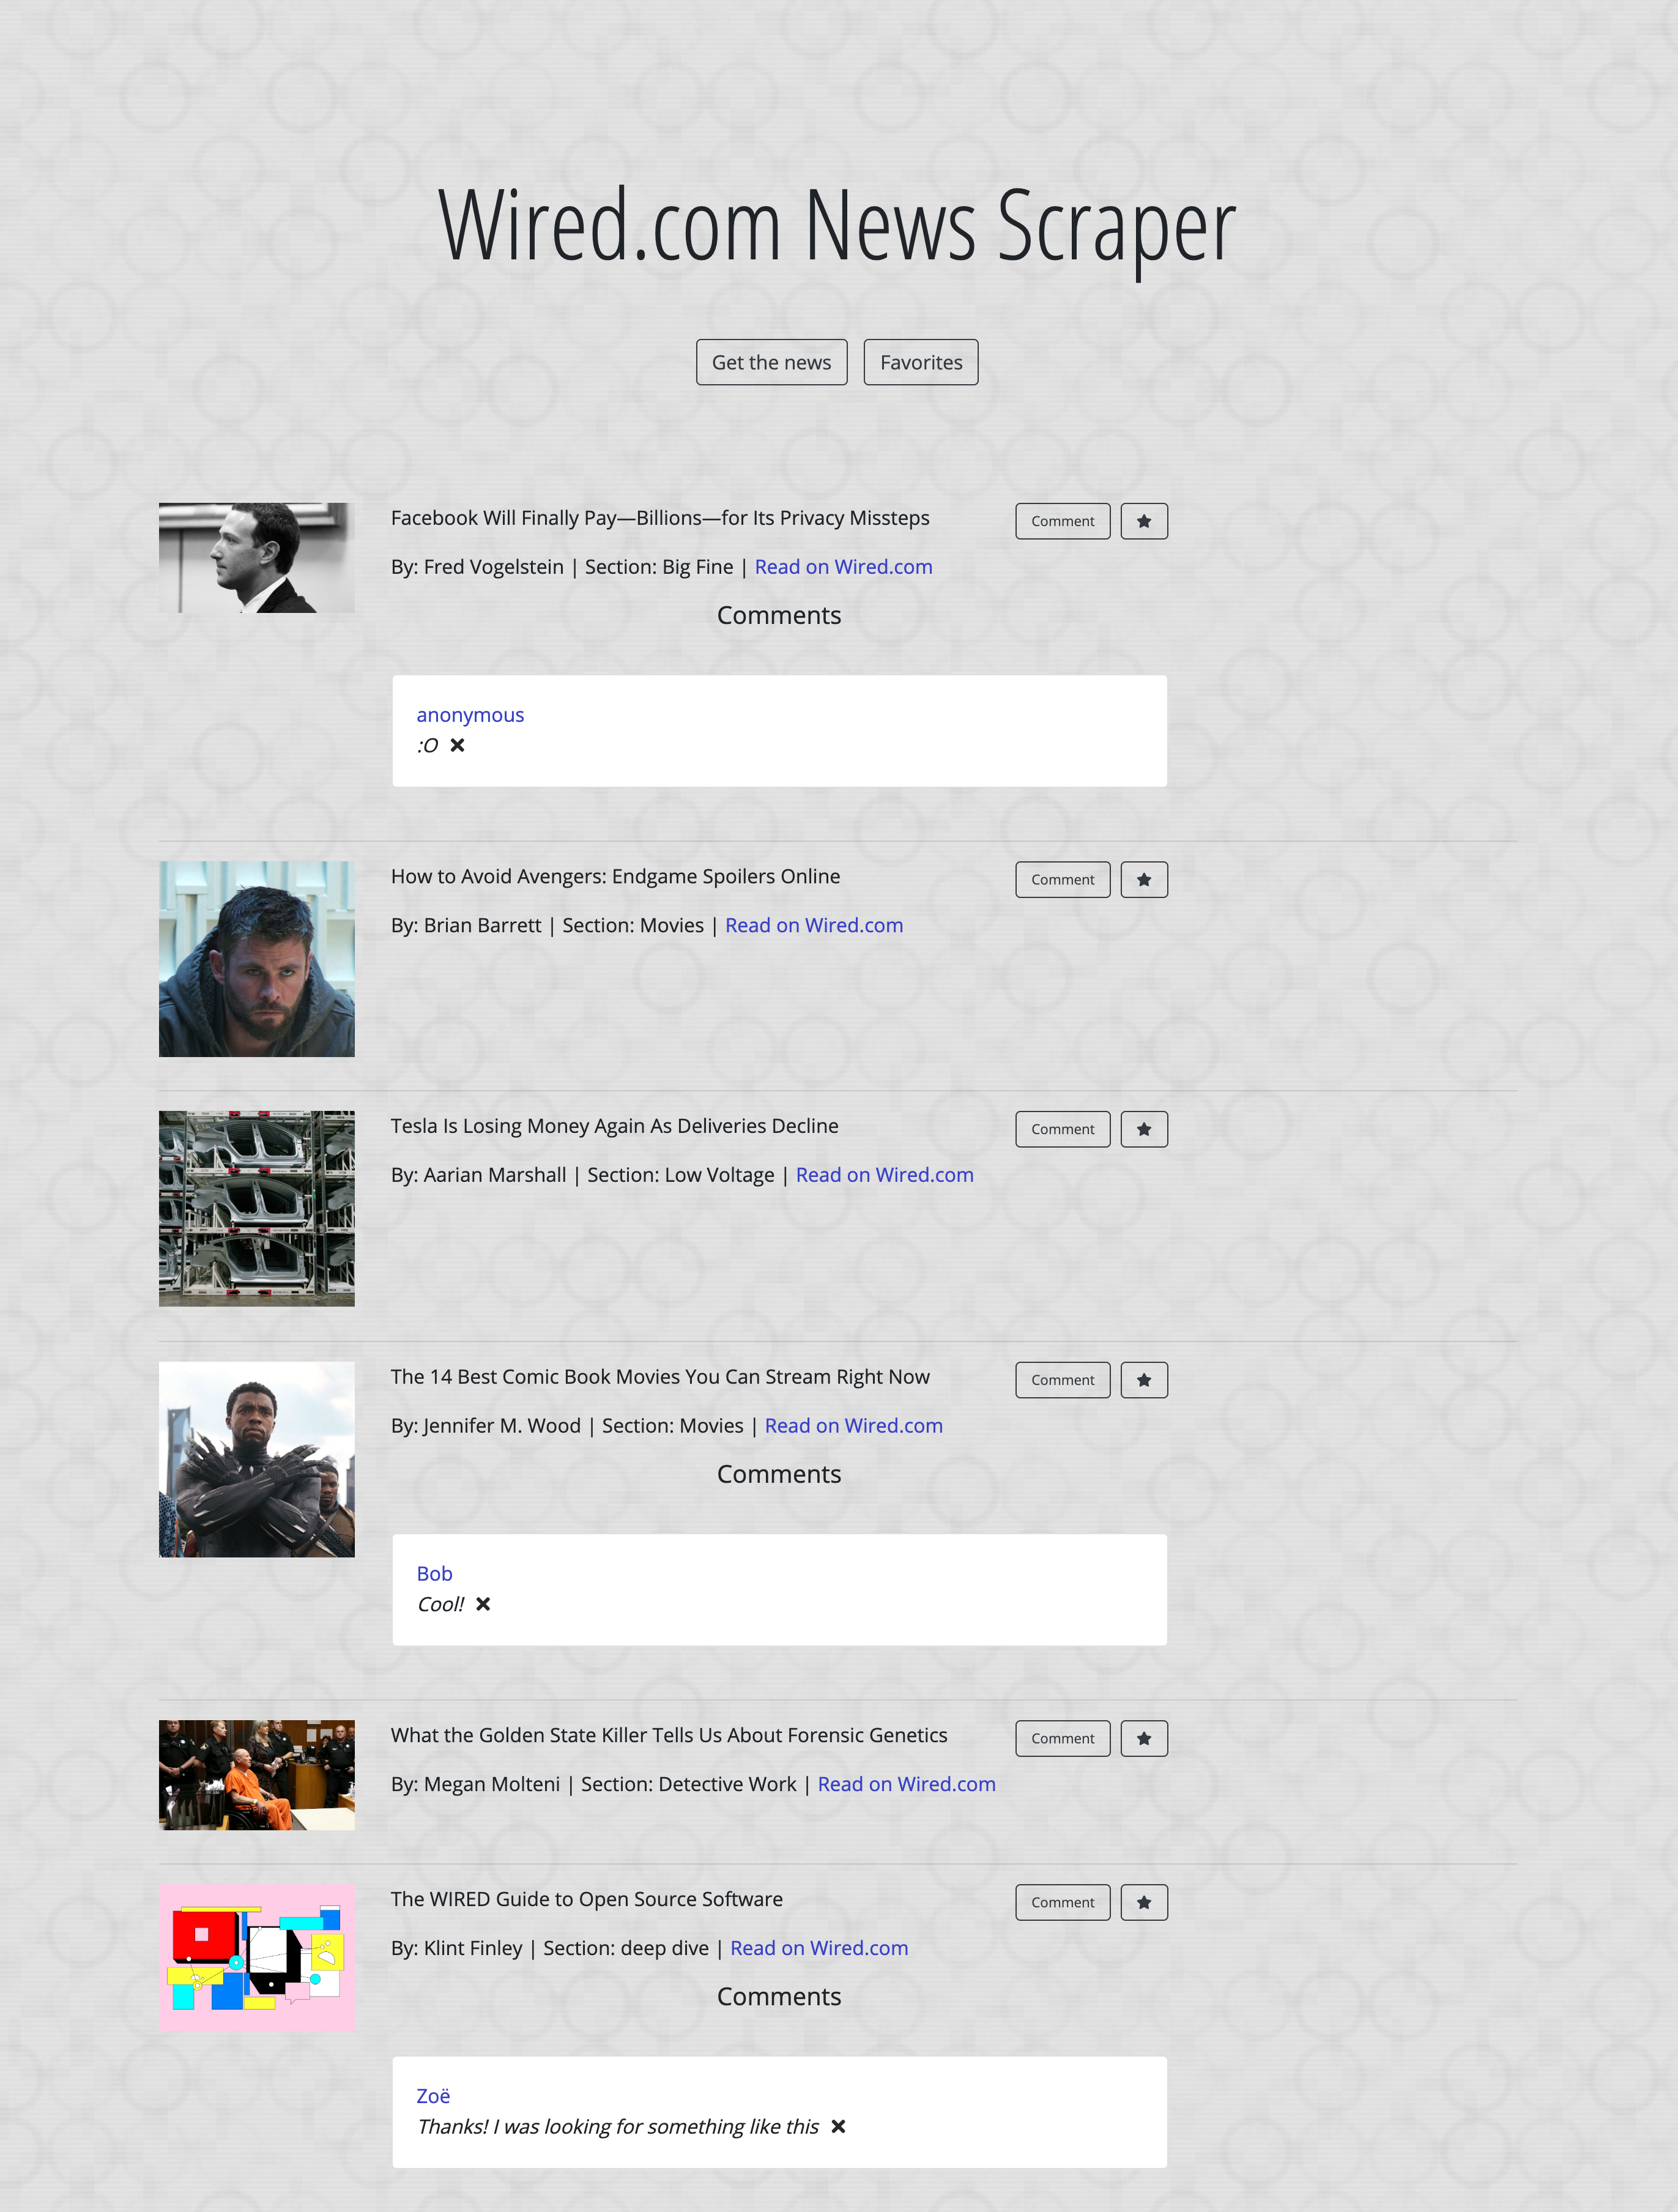 Wired.com News Scraper
Get the news Favorites
Facebook Will Finally Pay—Billions—for Its Privacy Missteps Comment
By: Fred Vogelstein | Section: Big Fine | Read on Wired.com
Comments
anonymous
:O
How to Avoid Avengers: Endgame Spoilers Online Comment
By: Brian Barrett | Section: Movies | Read on Wired.com
Tesla Is Losing Money Again As Deliveries Decline Comment
By: Aarian Marshall | Section: Low Voltage | Read on Wired.com
The 14 Best Comic Book Movies You Can Stream Right Now Comment
By: Jennifer M. Wood | Section: Movies | Read on Wired.com
Comments
Bob
Cool!
What the Golden State Killer Tells Us About Forensic Genetics Comment
By: Megan Molteni | Section: Detective Work | Read on Wired.com
The WIRED Guide to Open Source Software Comment
By: Klint Finley | Section: deep dive | Read on Wired.com
Comments
Zoë
Thanks! I was looking for something like this